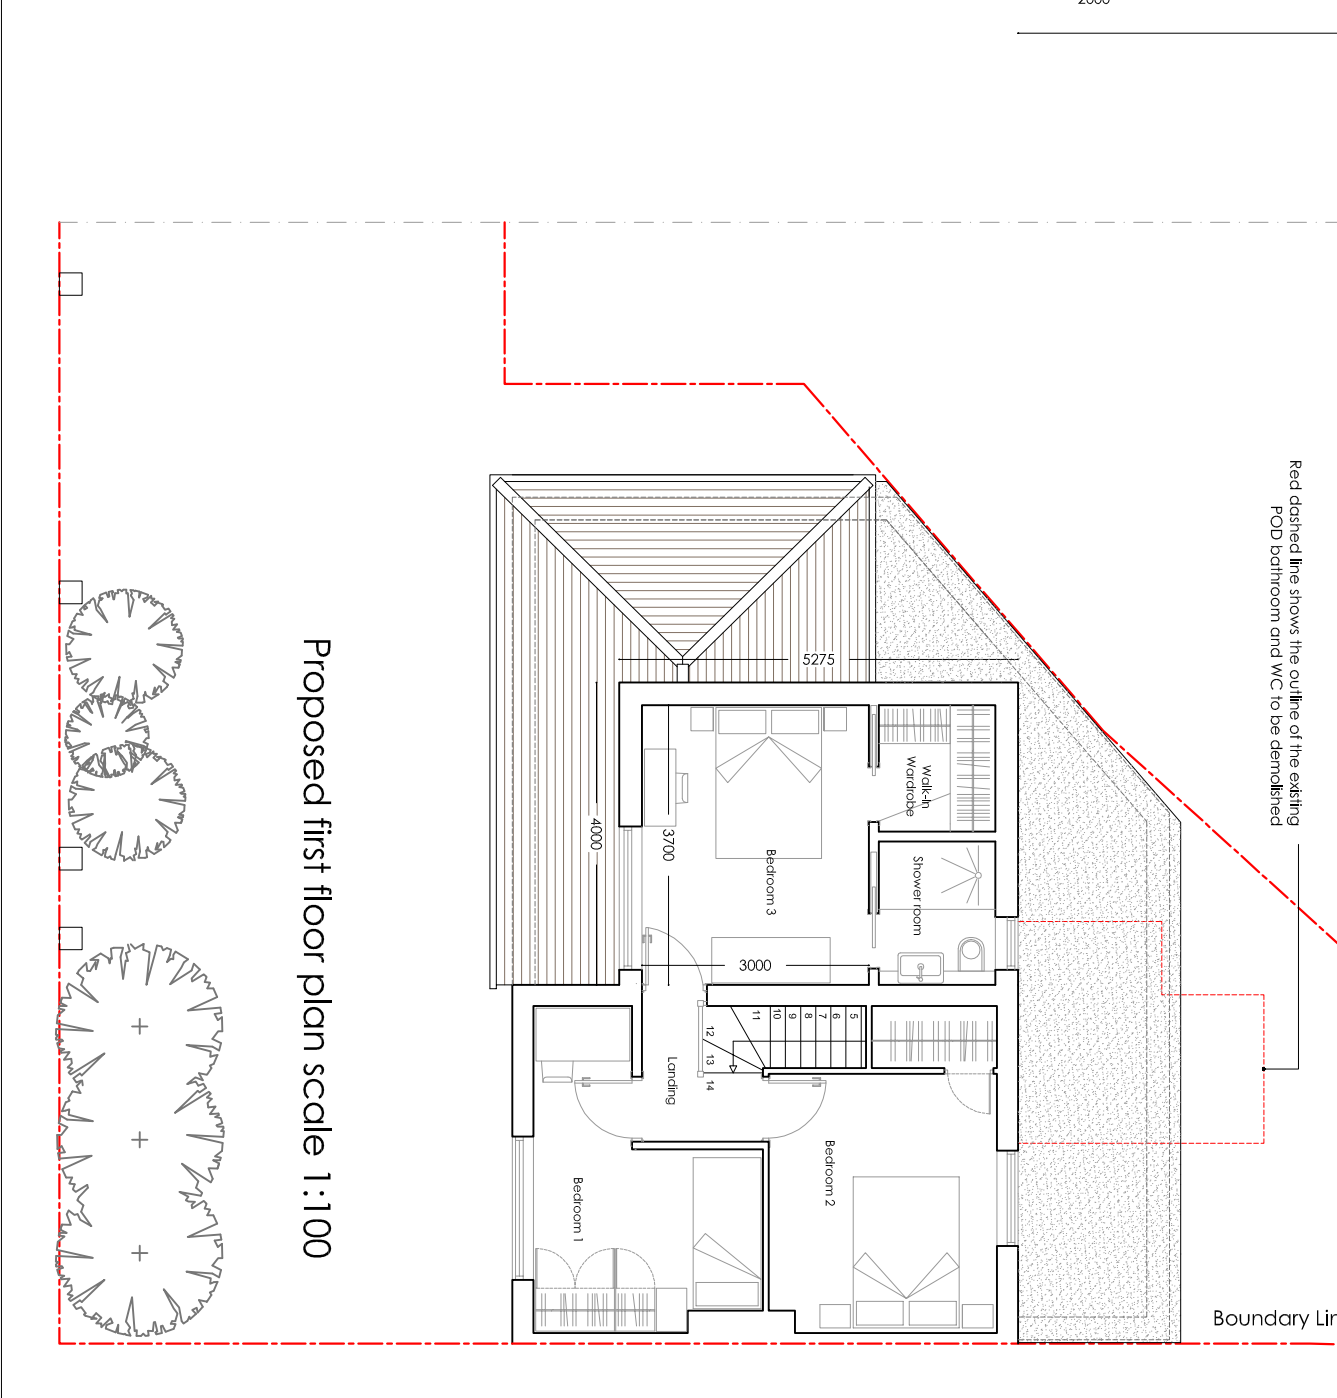 2000
Red dashed line shows the outline of the existing
POD bathroom and WC to be demolished
Proposed first floor plan scale 1:100
5275
4000
3700
3000
Walk-In
Wardrobe
Bedroom 3
Shower room
11
10
9
8
7
6
5
12
13
14
Landing
Bedroom 2
Bedroom 1
Boundary Lin